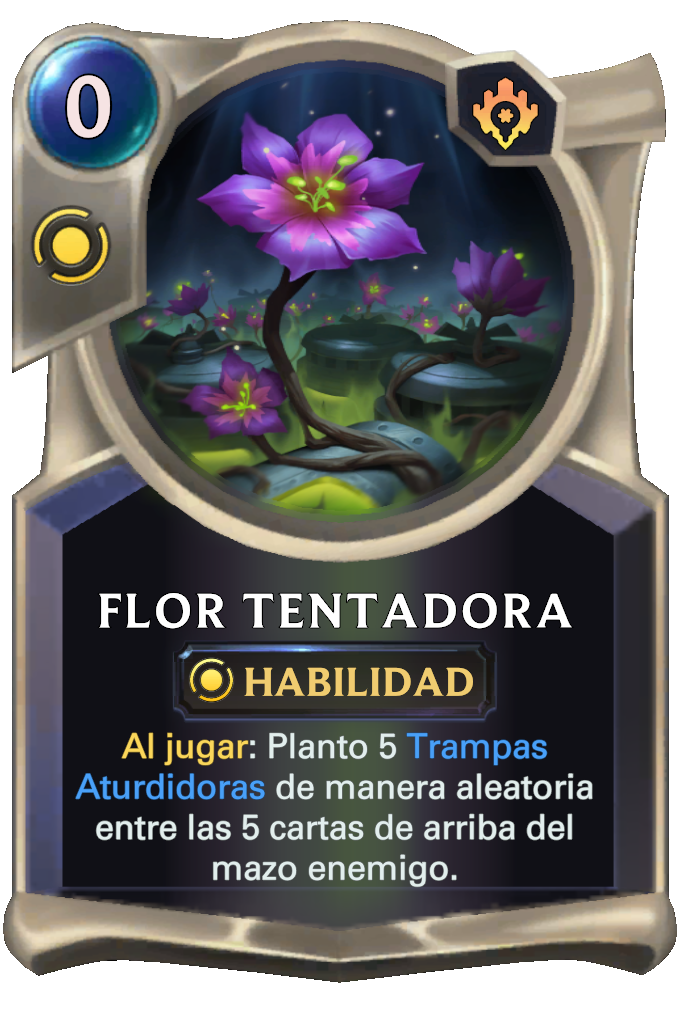 0
FLOR TENTADORA
HABILIDAD
Al jugar: Planto 5 Trampas
Aturdidoras de manera aleatoria
entre las 5 cartas de arriba del
mazo enemigo.